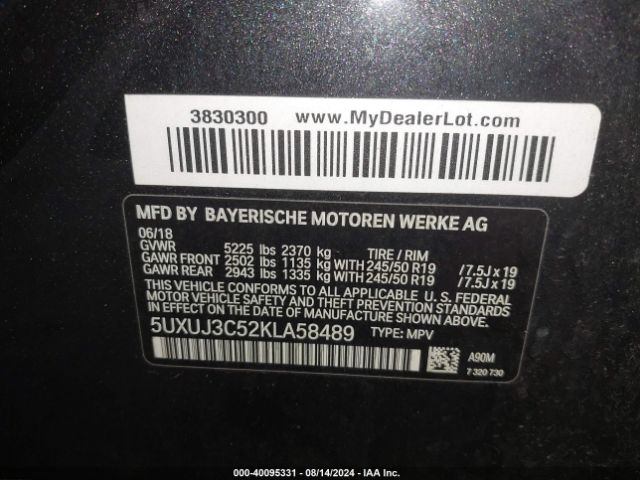 3830300 www.MyDealerLot.com
MFD BY BAYERISCHE MOTOREN WERKE AG
06/18
GVWR 5225 lbs 2370 kg TIRE / RIM
GAWR FRONT 2502 lbs 1135 kg WITH 245/50 R19 /7.5J x 19
GAWR REAR 2943 lbs 1335 kg WITH 245/50 R19 /7.5J x 19
THIS VEHICLE CONFORMS TO ALL APPLICABLE U. S. FEDERAL
MOTOR VEHICLE SAFETY AND THEFT PREVENTION STANDARDS
IN EFFECT ON THE DATE OF MANUFACTURE SHOWN ABOVE.
5UXUJ3C52KLA58489 TYPE: MPV
A90M
7 320 730
000-40095331 - 08/14/2024 - IAA Inc.